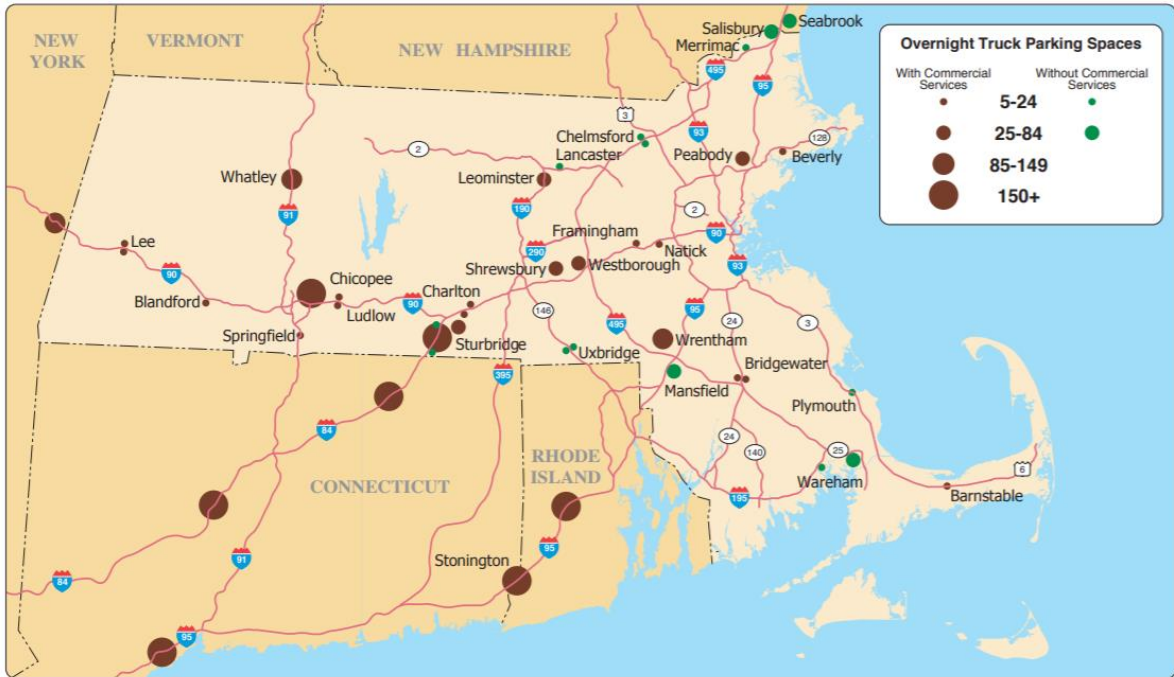 NEW
YORK
VERMONT
NEW HAMPSHIRE
Salisbury
Seabrook
Merrimac
495
95
3
93
128
Chelmsford
Lancaster
Peabody
Beverly
2
Leominster
Whatley
91
190
2
Framingham
90
Natick
290
Lee
90
Shrewsbury
Westborough
93
Chicopee
Charlton
Blandford
Ludlow
90
146
95
Springfield
Sturbridge
495
24
3
Uxbridge
Wrentham
Bridgewater
395
Mansfield
Plymouth
84
RHODE
ISLAND
24
140
25
Wareham
6
CONNECTICUT
195
Barnstable
95
Stonington
91
84
95
Overnight Truck Parking Spaces
With Commercial
Services
Without Commercial
Services
5-24
25-84
85-149
150+